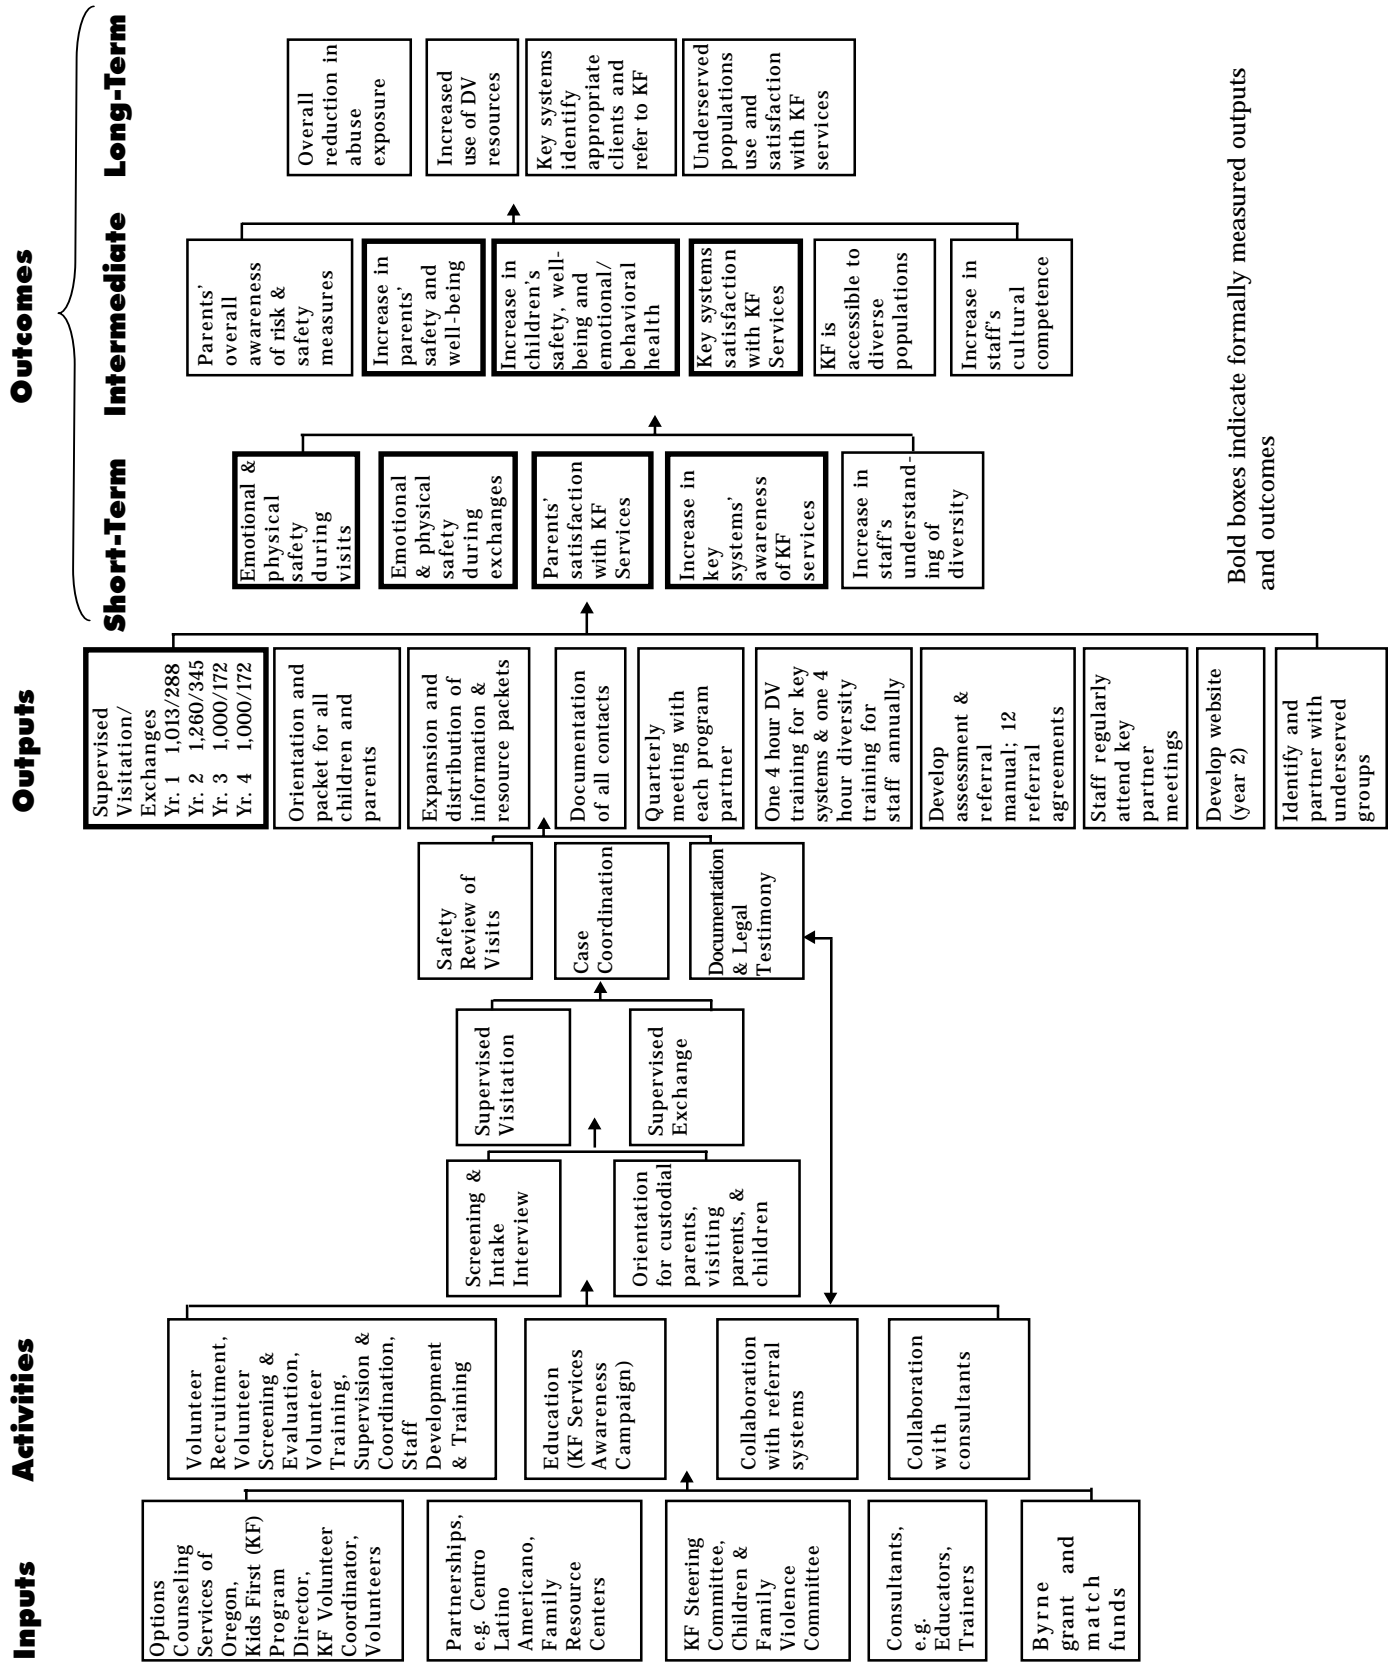 Inputs
Options
Counseling
Services of
Oregon,
Kids First (KF)
Program
Director,
KF Volunteer
Coordinator,
Volunteers
Partnerships,
e.g. Centro
Latino
Americano,
Family
Resource
Centers
KF Steering
Committee,
Children &
Family
Violence
Committee
Consultants,
e.g.
Educators,
Trainers
Byrne
grant and
match
funds
Activities
Volunteer
Recruitment,
Volunteer
Screening &
Evaluation,
Volunteer
Training,
Supervision &
Coordination,
Staff
Development
& Training
Education
(KF Services
Awareness
Campaign)
Collaboration
with referral
systems
Collaboration
with
consultants
Screening &
Intake
Interview
Orientation
for custodial
parents,
visiting
parents, &
children
Supervised
Visitation
Supervised
Exchange
Safety
Review of
Visits
Case
Coordination
Documentation
& Legal
Testimony
Outputs
Supervised
Visitation/
Exchanges
Yr. 1 1,013/288
Yr. 2 1,260/345
Yr. 3 1,000/172
Yr. 4 1,000/172
Orientation and
packet for all
children and
parents
Expansion and
distribution of
information &
resource packets
Documentation
of all contacts
Quarterly
meeting with
each program
partner
One 4 hour DV
training for key
systems & one 4
hour diversity
training for
staff annually
Develop
assessment &
referral
manual; 12
referral
agreements
Staff regularly
attend key
partner
meetings
Develop website
(year 2)
Identify and
partner with
underserved
groups
Outcomes
Short-Term
Emotional &
physical
safety
during
visits
Emotional
& physical
safety
during
exchanges
Parents'
satisfaction
with KF
Services
Increase in
key
systems'
awareness
of KF
services
Increase in
staff's
understand-
ing of
diversity
Intermediate
Parents'
overall
awareness
of risk &
safety
measures
Increase in
parents'
safety and
well-being
Increase in
children's
safety, well-
being and
emotional/
behavioral
health
Key systems
satisfaction
with KF
Services
KF is
accessible to
diverse
populations
Increase in
staff's
cultural
competence
Long-Term
Overall
reduction in
abuse
exposure
Increased
use of DV
resources
Key systems
identify
appropriate
clients and
refer to KF
Underserved
populations
use and
satisfaction
with KF
services
Bold boxes indicate formally measured outputs
and outcomes